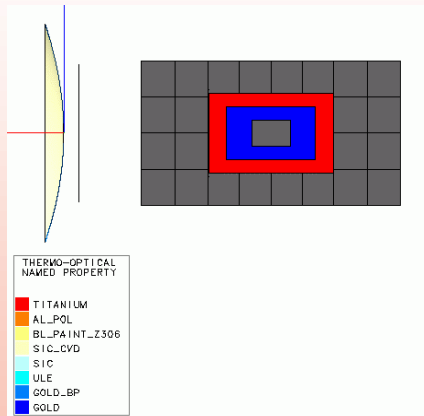 THERMO-OPTICAL
NAMED PROPERTY
TITANIUM
AL_POL
BL_PAINT_Z306
SIC_CVD
SIC
ULE
GOLD_BP
GOLD